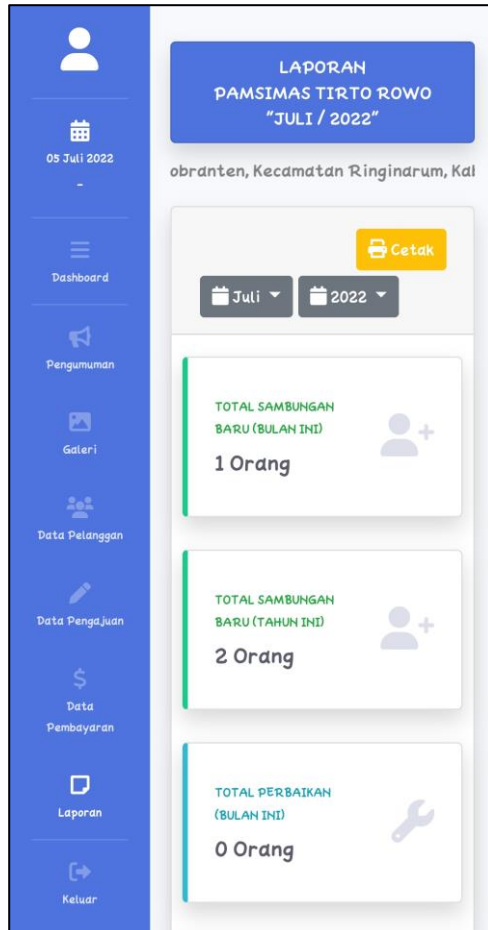 05 Juli 2022
-
Dashboard
Pengumuman
Galeri
Data Pelanggan
Data Pengajuan
Data
Pembayaran
Laporan
Keluar
LAPORAN
PAMSIMAS TIRTO ROWO
"JULI / 2022"
obranten, Kecamatan Ringinarum, Kal
Cetak
Juli
2022
TOTAL SAMBUNGAN
BARU (BULAN INI)
1 Orang
TOTAL SAMBUNGAN
BARU (TAHUN INI)
2 Orang
TOTAL PERBAIKAN
(BULAN INI)
0 Orang